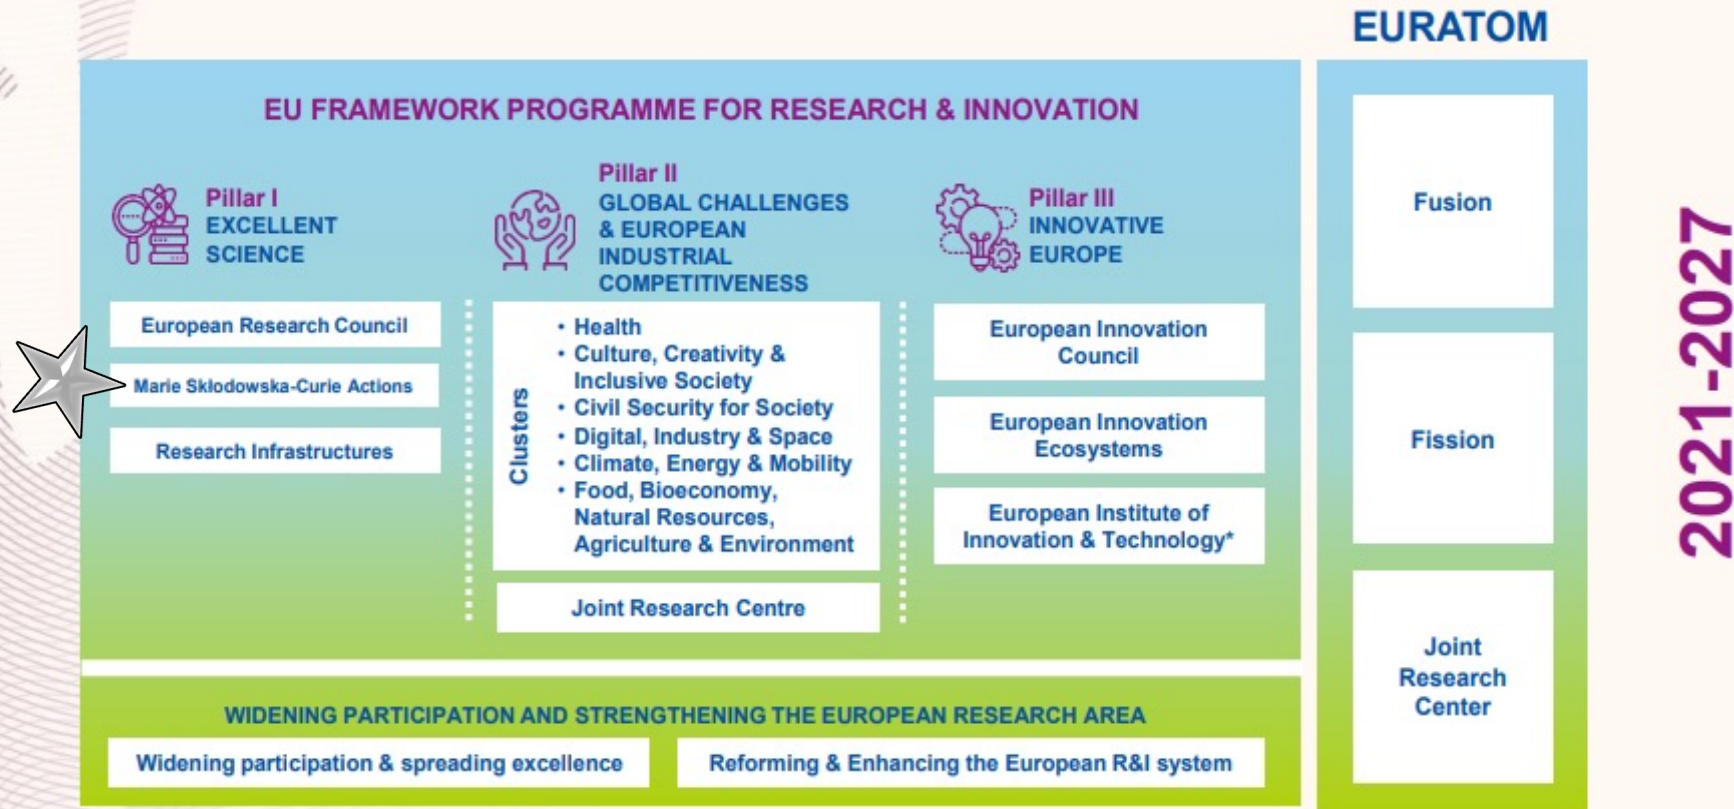 EURATOM
EU FRAMEWORK PROGRAMME FOR RESEARCH & INNOVATION
Pillar I
EXCELLENT
SCIENCE
European Research Council
Marie Skłodowska-Curie Actions
Research Infrastructures
Pillar II
GLOBAL CHALLENGES
& EUROPEAN
INDUSTRIAL
COMPETITIVENESS
Clusters
• Health
• Culture, Creativity &
Inclusive Society
• Civil Security for Society
• Digital, Industry & Space
• Climate, Energy & Mobility
• Food, Bioeconomy,
Natural Resources,
Agriculture & Environment
Joint Research Centre
Pillar III
INNOVATIVE
EUROPE
European Innovation
Council
European Innovation
Ecosystems
European Institute of
Innovation & Technology*
WIDENING PARTICIPATION AND STRENGTHENING THE EUROPEAN RESEARCH AREA
Widening participation & spreading excellence
Reforming & Enhancing the European R&I system
Fusion
Fission
Joint
Research
Center
2021-2027